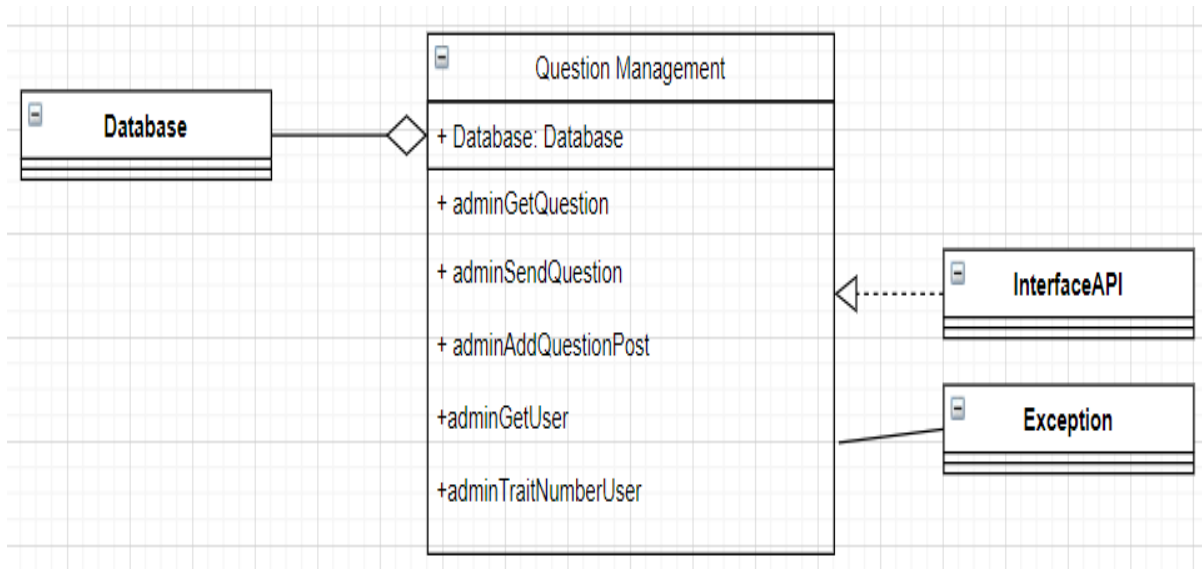 Question Management
Database
+ Database: Database
+ adminGetQuestion
+ adminSendQuestion
InterfaceAPI
+ adminAddQuestionPost
+adminGetUser
Exception
+adminTraitNumberUser